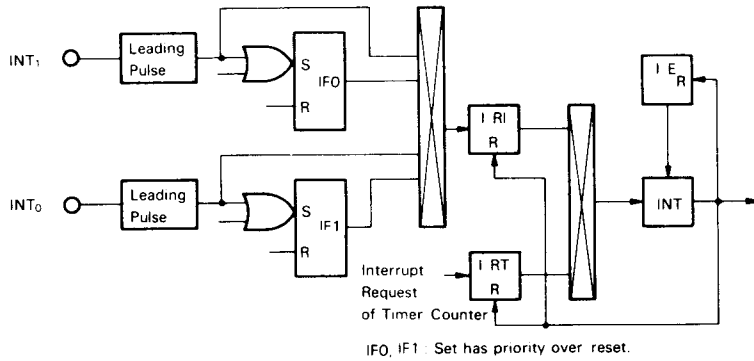 INT₁
Leading
Pulse
S
IF0
R
INT₀
Leading
Pulse
S
IF1
R
I RI
R
I E
R
INT
I RT
R
Interrupt
Request
of Timer Counter
IFO, IF1 : Set has priority over reset.